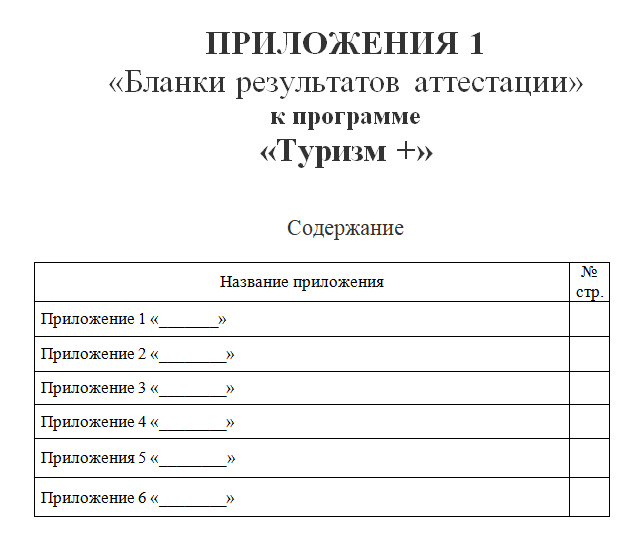 ПРИЛОЖЕНИЯ 1
«Бланки результатов аттестации»
к программе
«Туризм +»
Содержание
Название приложения
№
стр.
Приложение 1 «_______»
Приложение 2 «________»
Приложение 3 «________»
Приложение 4 «________»
Приложения 5 «________»
Приложение 6 «________»